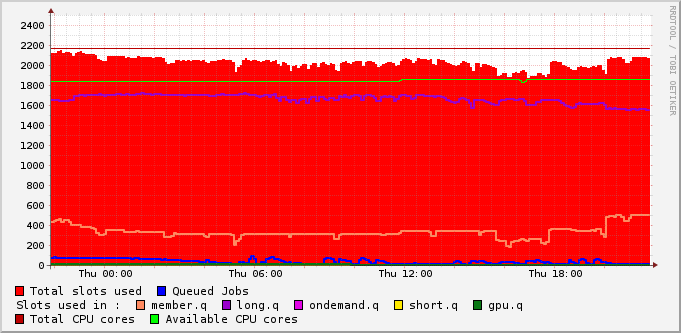 RRDTOOL / TOBI OETIKER
2400
2200
2000
1800
1600
1400
1200
1000
800
600
400
200
0
Thu 00:00 Thu 06:00 Thu 12:00 Thu 18:00
Total slots used Queued Jobs
Slots used in : member.q long.q ondemand.q short.q gpu.q
Total CPU cores Available CPU cores